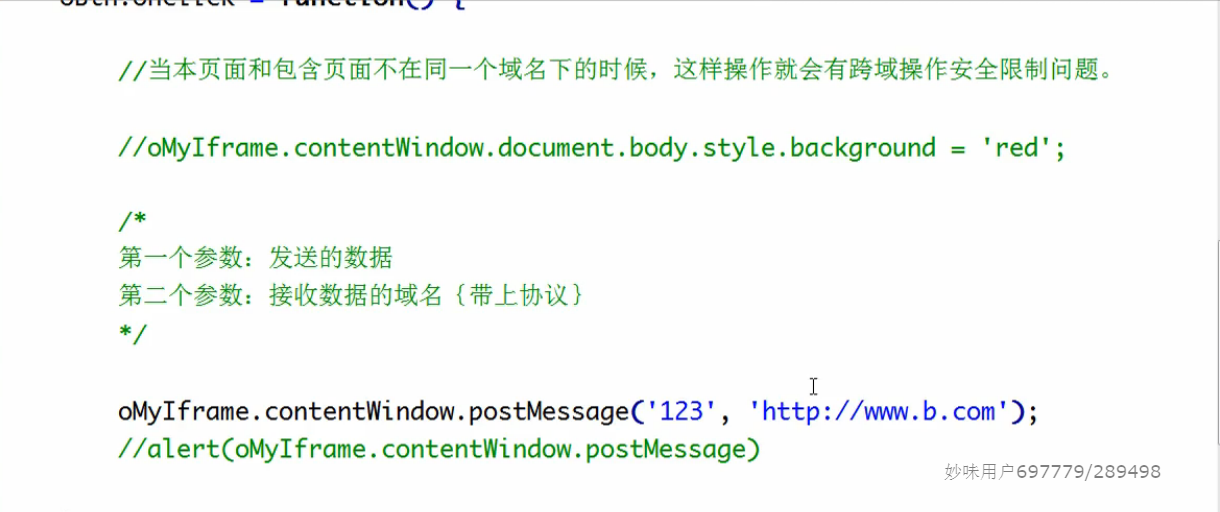 oBtn.onclick = function() {
//当本页面和包含页面不在同一个域名下的时候，这样操作就会有跨域操作安全限制问题。
//oMyIframe.contentWindow.document.body.style.background = 'red';
/*
第一个参数：发送的数据
第二个参数：接收数据的域名｛带上协议｝
*/
oMyIframe.contentWindow.postMessage('123', 'http://www.b.com');
//alert(oMyIframe.contentWindow.postMessage)
妙味用户697779/289498